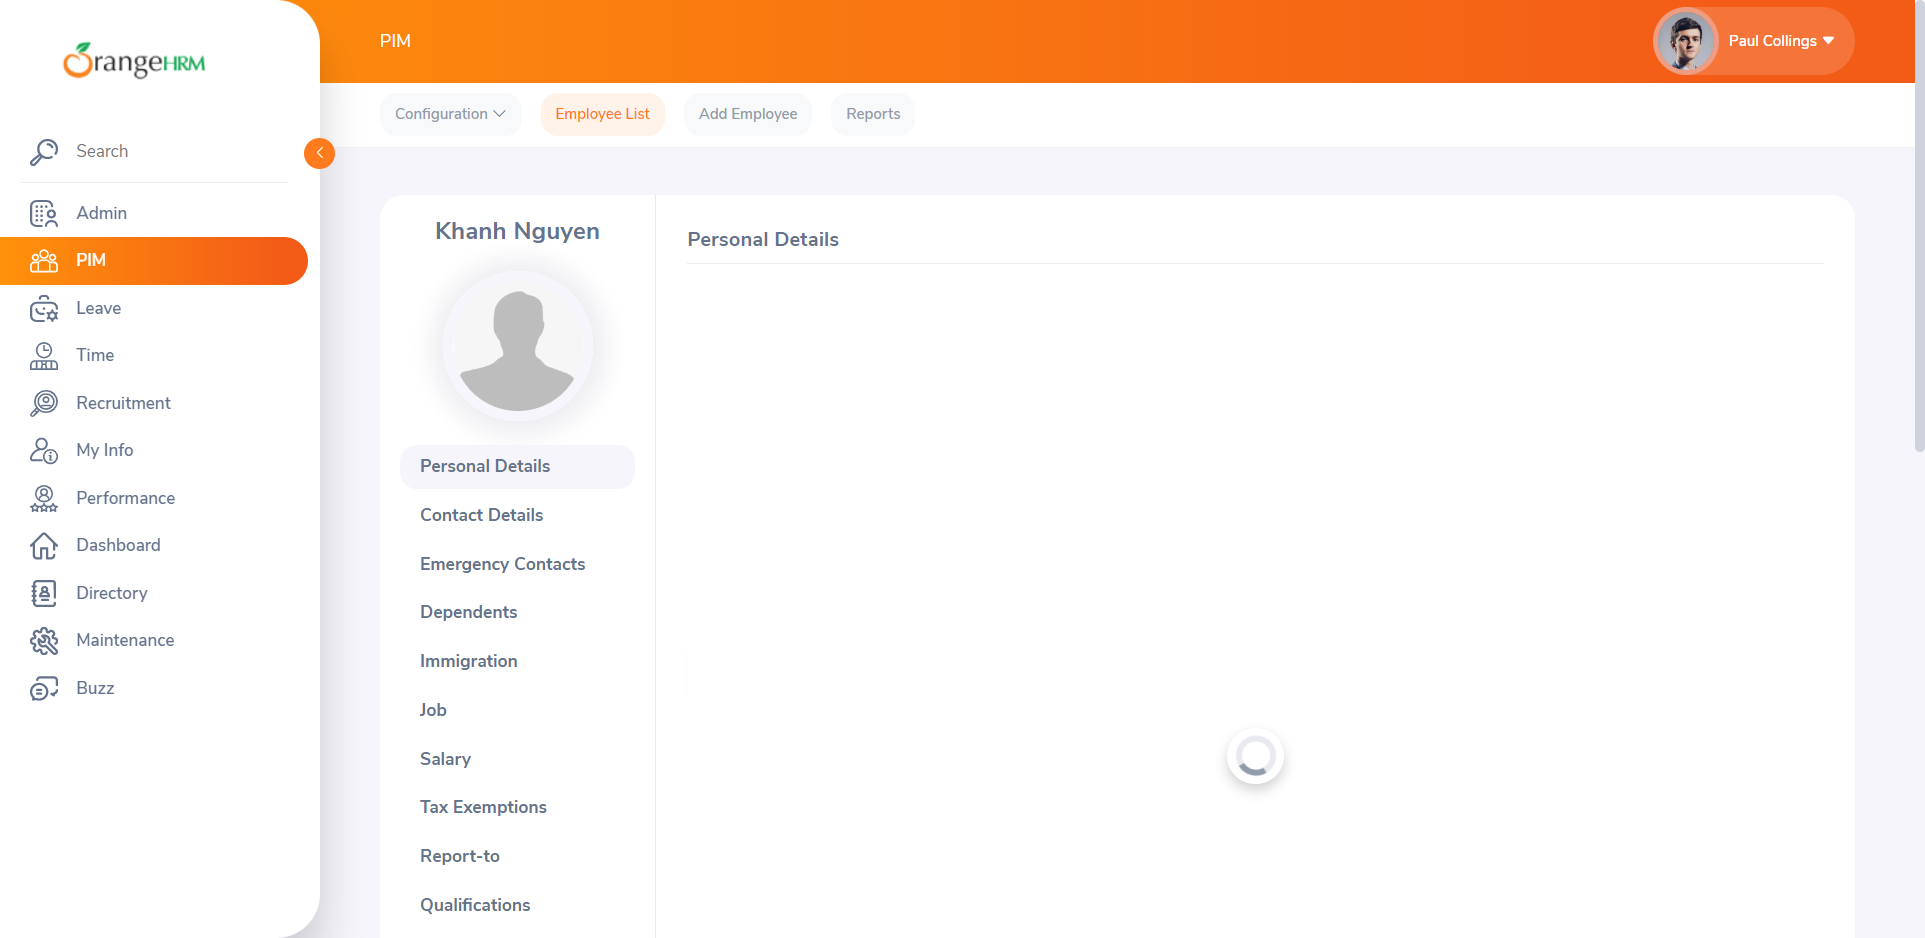 OrangeHRM
PIM
Paul Collings
Configuration
Employee List
Add Employee
Reports
Search
Admin
PIM
Leave
Time
Recruitment
My Info
Performance
Dashboard
Directory
Maintenance
Buzz
Khanh Nguyen
Personal Details
Contact Details
Emergency Contacts
Dependents
Immigration
Job
Salary
Tax Exemptions
Report-to
Qualifications
Personal Details